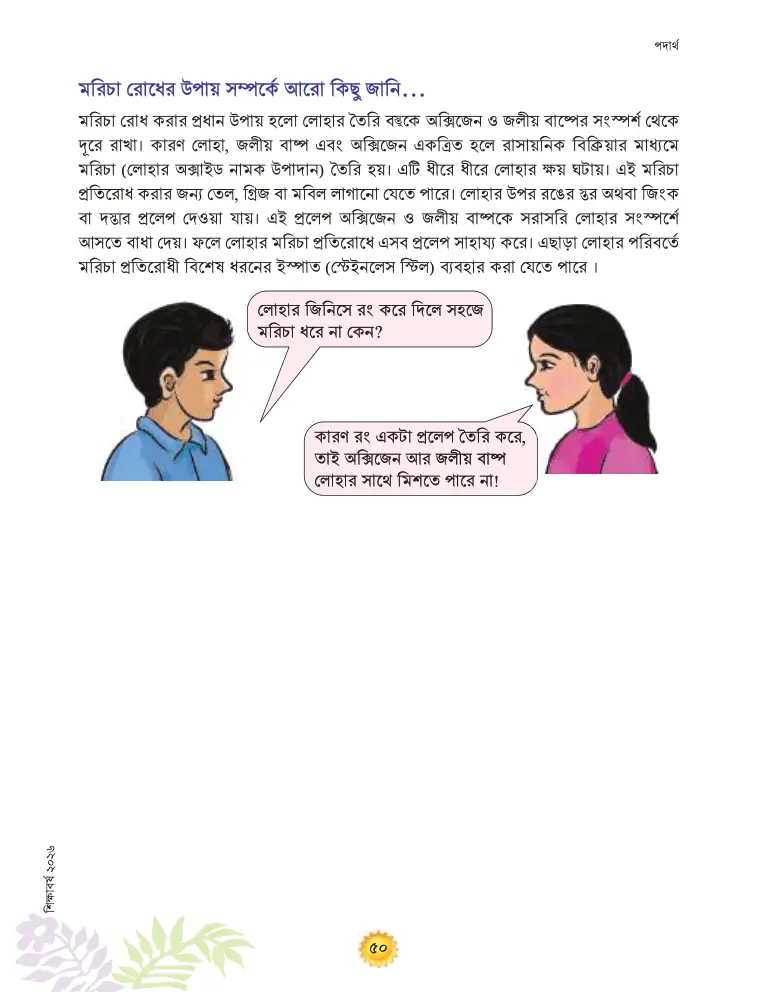 পদার্থ
মরিচা রোধের উপায় সম্পর্কে আরো কিছু জানি...
মরিচা রোধ করার প্রধান উপায় হলো লোহার তৈরি বস্তুকে অক্সিজেন ও জলীয় বাষ্পের সংস্পর্শ থেকে
দূরে রাখা। কারণ লোহা, জলীয় বাষ্প এবং অক্সিজেন একত্রিত হলে রাসায়নিক বিক্রিয়ার মাধ্যমে
মরিচা (লোহার অক্সাইড নামক উপাদান) তৈরি হয়। এটি ধীরে ধীরে লোহার ক্ষয় ঘটায়। এই মরিচা
প্রতিরোধ করার জন্য তেল, গ্রিজ বা মবিল লাগানো যেতে পারে। লোহার উপর রঙের স্তর অথবা জিংক
বা দস্তার প্রলেপ দেওয়া যায়। এই প্রলেপ অক্সিজেন ও জলীয় বাষ্পকে সরাসরি লোহার সংস্পর্শে
আসতে বাধা দেয়। ফলে লোহার মরিচা প্রতিরোধে এসব প্রলেপ সাহায্য করে। এছাড়া লোহার পরিবর্তে
মরিচা প্রতিরোধী বিশেষ ধরনের ইস্পাত (স্টেইনলেস স্টিল) ব্যবহার করা যেতে পারে ।
লোহার জিনিসে রং করে দিলে সহজে
মরিচা ধরে না কেন?
কারণ রং একটা প্রলেপ তৈরি করে,
তাই অক্সিজেন আর জলীয় বাষ্প
লোহার সাথে মিশতে পারে না!
শিক্ষাবর্ষ ২০২৬
৫০